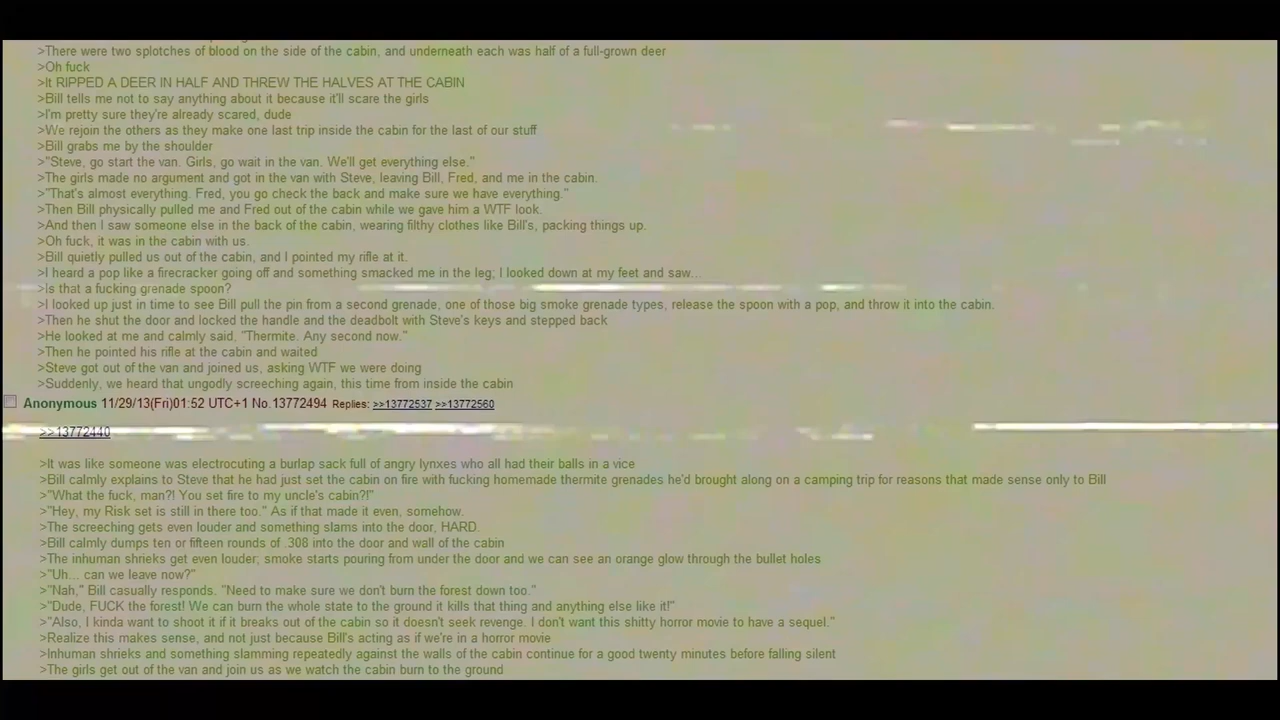 >There were two splotches of blood on the side of the cabin, and underneath each was half of a full-grown deer
>Oh fuck
>It RIPPED A DEER IN HALF AND THREW THE HALVES AT THE CABIN
>Bill tells me not to say anything about it because it'll scare the girls
>I'm pretty sure they're already scared, dude
>We rejoin the others as they make one last trip inside the cabin for the last of our stuff
>Bill grabs me by the shoulder
>"Steve, go start the van. Girls, go wait in the van. We'll get everything else."
>The girls made no argument and got in the van with Steve, leaving Bill, Fred, and me in the cabin.
>"That's almost everything. Fred, you go check the back and make sure we have everything."
>Then Bill physically pulled me and Fred out of the cabin while we gave him a WTF look.
>And then I saw someone else in the back of the cabin, wearing filthy clothes like Bill's, packing things up.
>Oh fuck, it was in the cabin with us.
>Bill quietly pulled us out of the cabin, and I pointed my rifle at it.
>I heard a pop like a firecracker going off and something smacked me in the leg; I looked down at my feet and saw...
>Is that a fucking grenade spoon?
>I looked up just in time to see Bill pull the pin from a second grenade, one of those big smoke grenade types, release the spoon with a pop, and throw it into the cabin.
>Then he shut the door and locked the handle and the deadbolt with Steve's keys and stepped back
>He looked at me and calmly said, "Thermite. Any second now."
>Then he pointed his rifle at the cabin and waited
>Steve got out of the van and joined us, asking WTF we were doing
>Suddenly, we heard that ungodly screeching again, this time from inside the cabin
Anonymous 11/29/13(Fri)01:52 UTC+1 No.13772494 Replies: >>13772537 >>13772560
>>13772440
>It was like someone was electrocuting a burlap sack full of angry lynxes who all had their balls in a vice
>Bill calmly explains to Steve that he had just set the cabin on fire with fucking homemade thermite grenades he'd brought along on a camping trip for reasons that made sense only to Bill
>"What the fuck, man?! You set fire to my uncle's cabin?!"
>"Hey, my Risk set is still in there too." As if that made it even, somehow.
>The screeching gets even louder and something slams into the door, HARD.
>Bill calmly dumps ten or fifteen rounds of .308 into the door and wall of the cabin
>The inhuman shrieks get even louder; smoke starts pouring from under the door and we can see an orange glow through the bullet holes
>"Uh... can we leave now?"
>"Nah," Bill casually responds. "Need to make sure we don't burn the forest down too."
>"Dude, FUCK the forest! We can burn the whole state to the ground it kills that thing and anything else like it!"
>"Also, I kinda want to shoot it if it breaks out of the cabin so it doesn't seek revenge. I don't want this shitty horror movie to have a sequel."
>Realize this makes sense, and not just because Bill's acting as if we're in a horror movie
>Inhuman shrieks and something slamming repeatedly against the walls of the cabin continue for a good twenty minutes before falling silent
>The girls get out of the van and join us as we watch the cabin burn to the ground